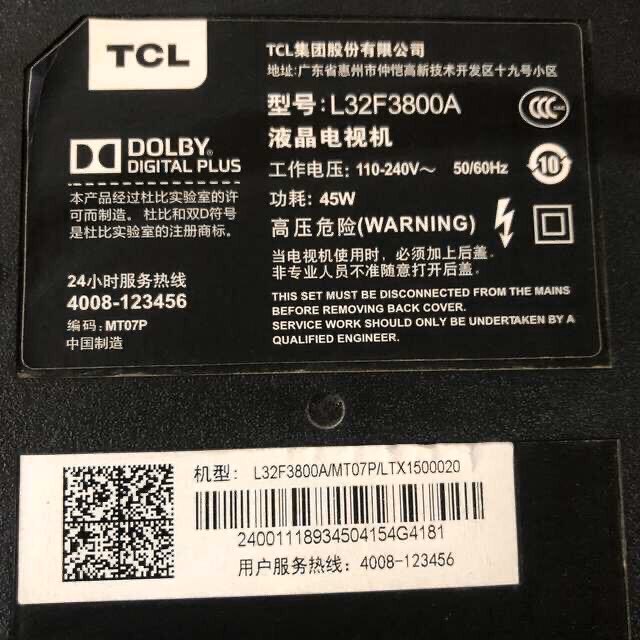 TCL
TCL集团股份有限公司
地址:广东省惠州市仲恺高新技术开发区十九号小区
型号:L32F3800A
液晶电视机
工作电压: 110-240V～ 50/60Hz
10
功耗: 45W
高压危险(WARNING)
当电视机使用时，必须加上后盖。
非专业人员不准随意打开后盖。
THIS SET MUST BE DISCONNECTED FROM THE MAINS
BEFORE REMOVING BACK COVER.
SERVICE WORK SHOULD ONLY BE UNDERTAKEN BY A
QUALIFIED ENGINEER.
DOLBY
DIGITAL PLUS
本产品经过杜比实验室的许
可而制造。杜比和双D符号
是杜比实验室的注册商标。
24小时服务热线
4008-123456
编码:MT07P
中国制造
机型: L32F3800A/MT07P/LTX1500020
24001118934504154G4181
用户服务热线: 4008-123456